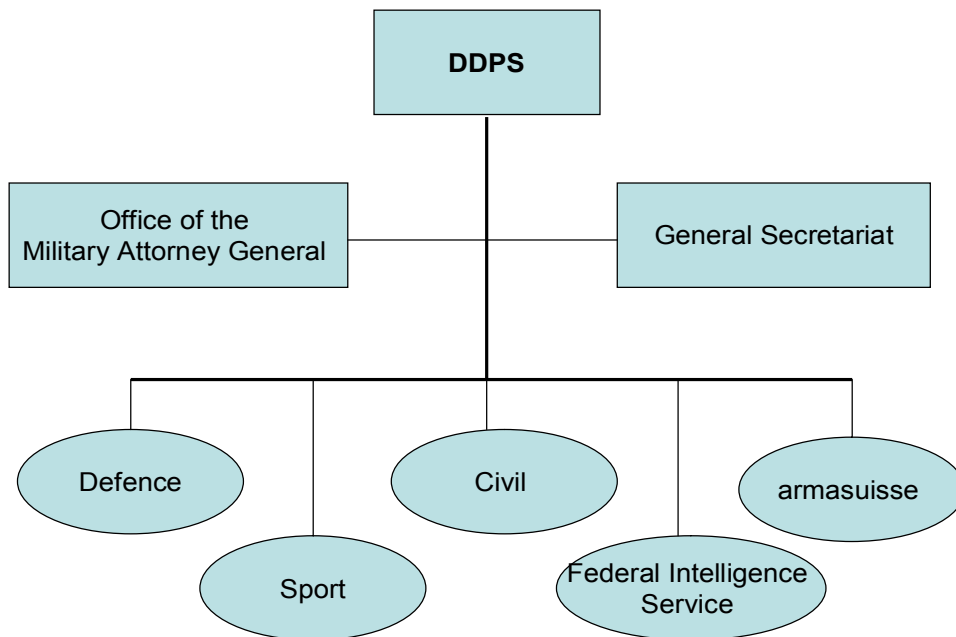 DDPS
Office of the
Military Attorney General
General Secretariat
Defence
Civil
armasuisse
Sport
Federal Intelligence
Service